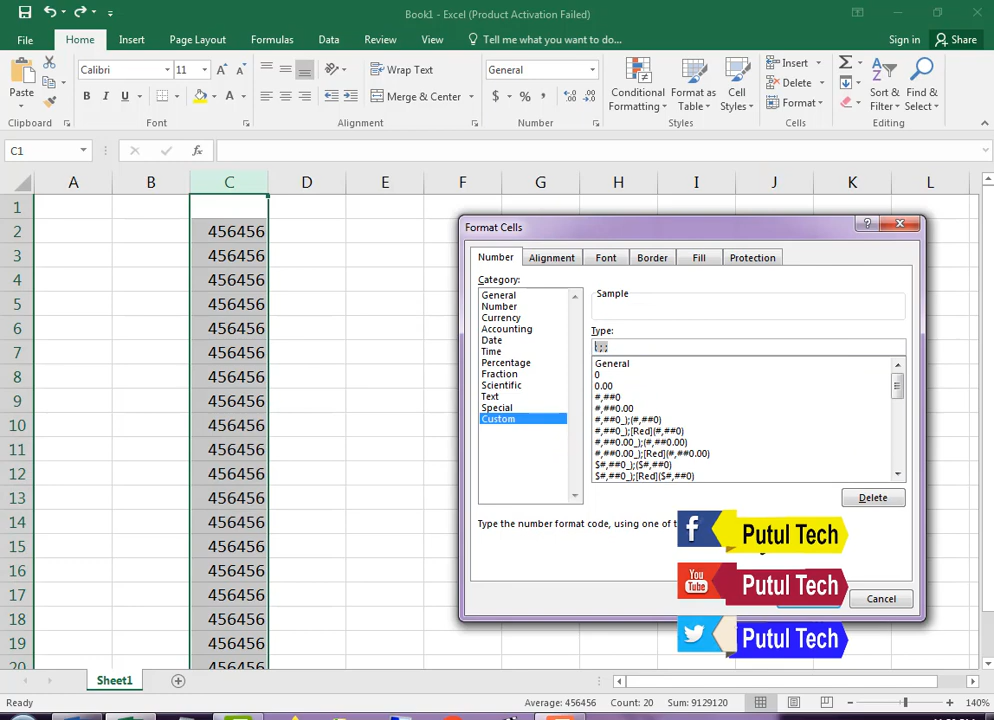 Book1 - Excel (Product Activation Failed)
File Home Insert Page Layout Formulas Data Review View Tell me what you want to do... Sign in Share
Paste
Clipboard
Calibri 11
B I U A
Font
Wrap Text
Merge & Center
Alignment
General
$ % ,
Number
Conditional Formatting
Format as Table
Cell Styles
Styles
Insert
Delete
Format
Cells
Sort & Filter
Find & Select
Editing
C1
fx
A B C D E F G H I J K L
1
2 456456
3 456456
4 456456
5 456456
6 456456
7 456456
8 456456
9 456456
10 456456
11 456456
12 456456
13 456456
14 456456
15 456456
16 456456
17 456456
18 456456
19 456456
20 456456
Format Cells
Number Alignment Font Border Fill Protection
Category:
General
Number
Currency
Accounting
Date
Time
Percentage
Fraction
Scientific
Text
Special
Custom
Sample
Type:
;;;
General
0
0.00
#,##0
#,##0.00
#,##0_);(#,##0)
#,##0_);[Red](#,##0)
#,##0.00_);(#,##0.00)
#,##0.00_);[Red](#,##0.00)
$#,##0_);($#,##0)
$#,##0_);[Red]($#,##0)
Delete
Type the number format code, using one of
Cancel
f Putul Tech
You Tube Putul Tech
Putul Tech
Sheet1
Ready
Average: 456456 Count: 20 Sum: 9129120
140%